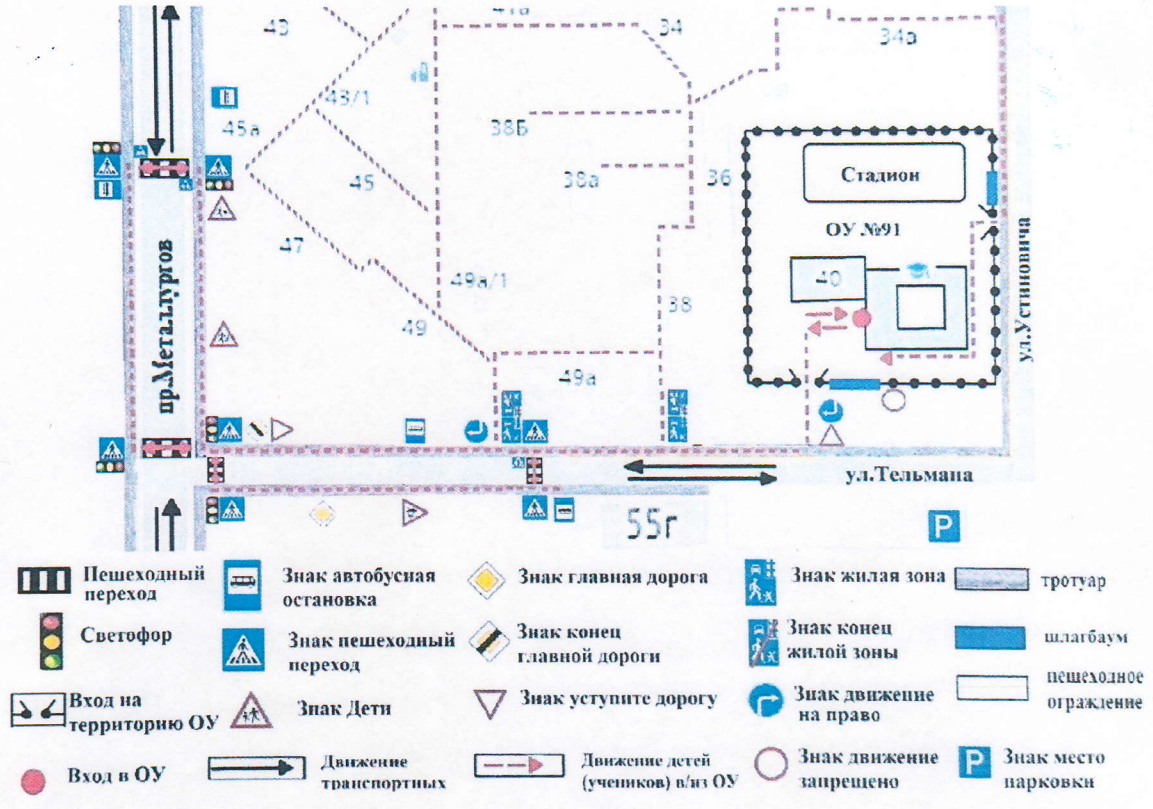 43
41а
34
34а
43/1
45а
38Б
45
38а
36
Стадион
ОУ №91
47
49а/1
40
38
49
49а
пр.Металлургов
ул.Устиновича
ул.Тельмана
55г
P
Пешеходный
переход
Знак автобусная
остановка
Знак главная дорога
Знак жилая зона
тротуар
Светофор
Знак пешеходный
переход
Знак конец
главной дороги
Знак конец
жилой зоны
шлагбаум
Вход на
территорию ОУ
Знак Дети
Знак уступите дорогу
Знак движение
на право
пешеходное
ограждение
Вход в ОУ
Движение
транспортных
Движение детей
(учеников) в/из ОУ
Знак движение
запрещено
P
Знак место
парковки